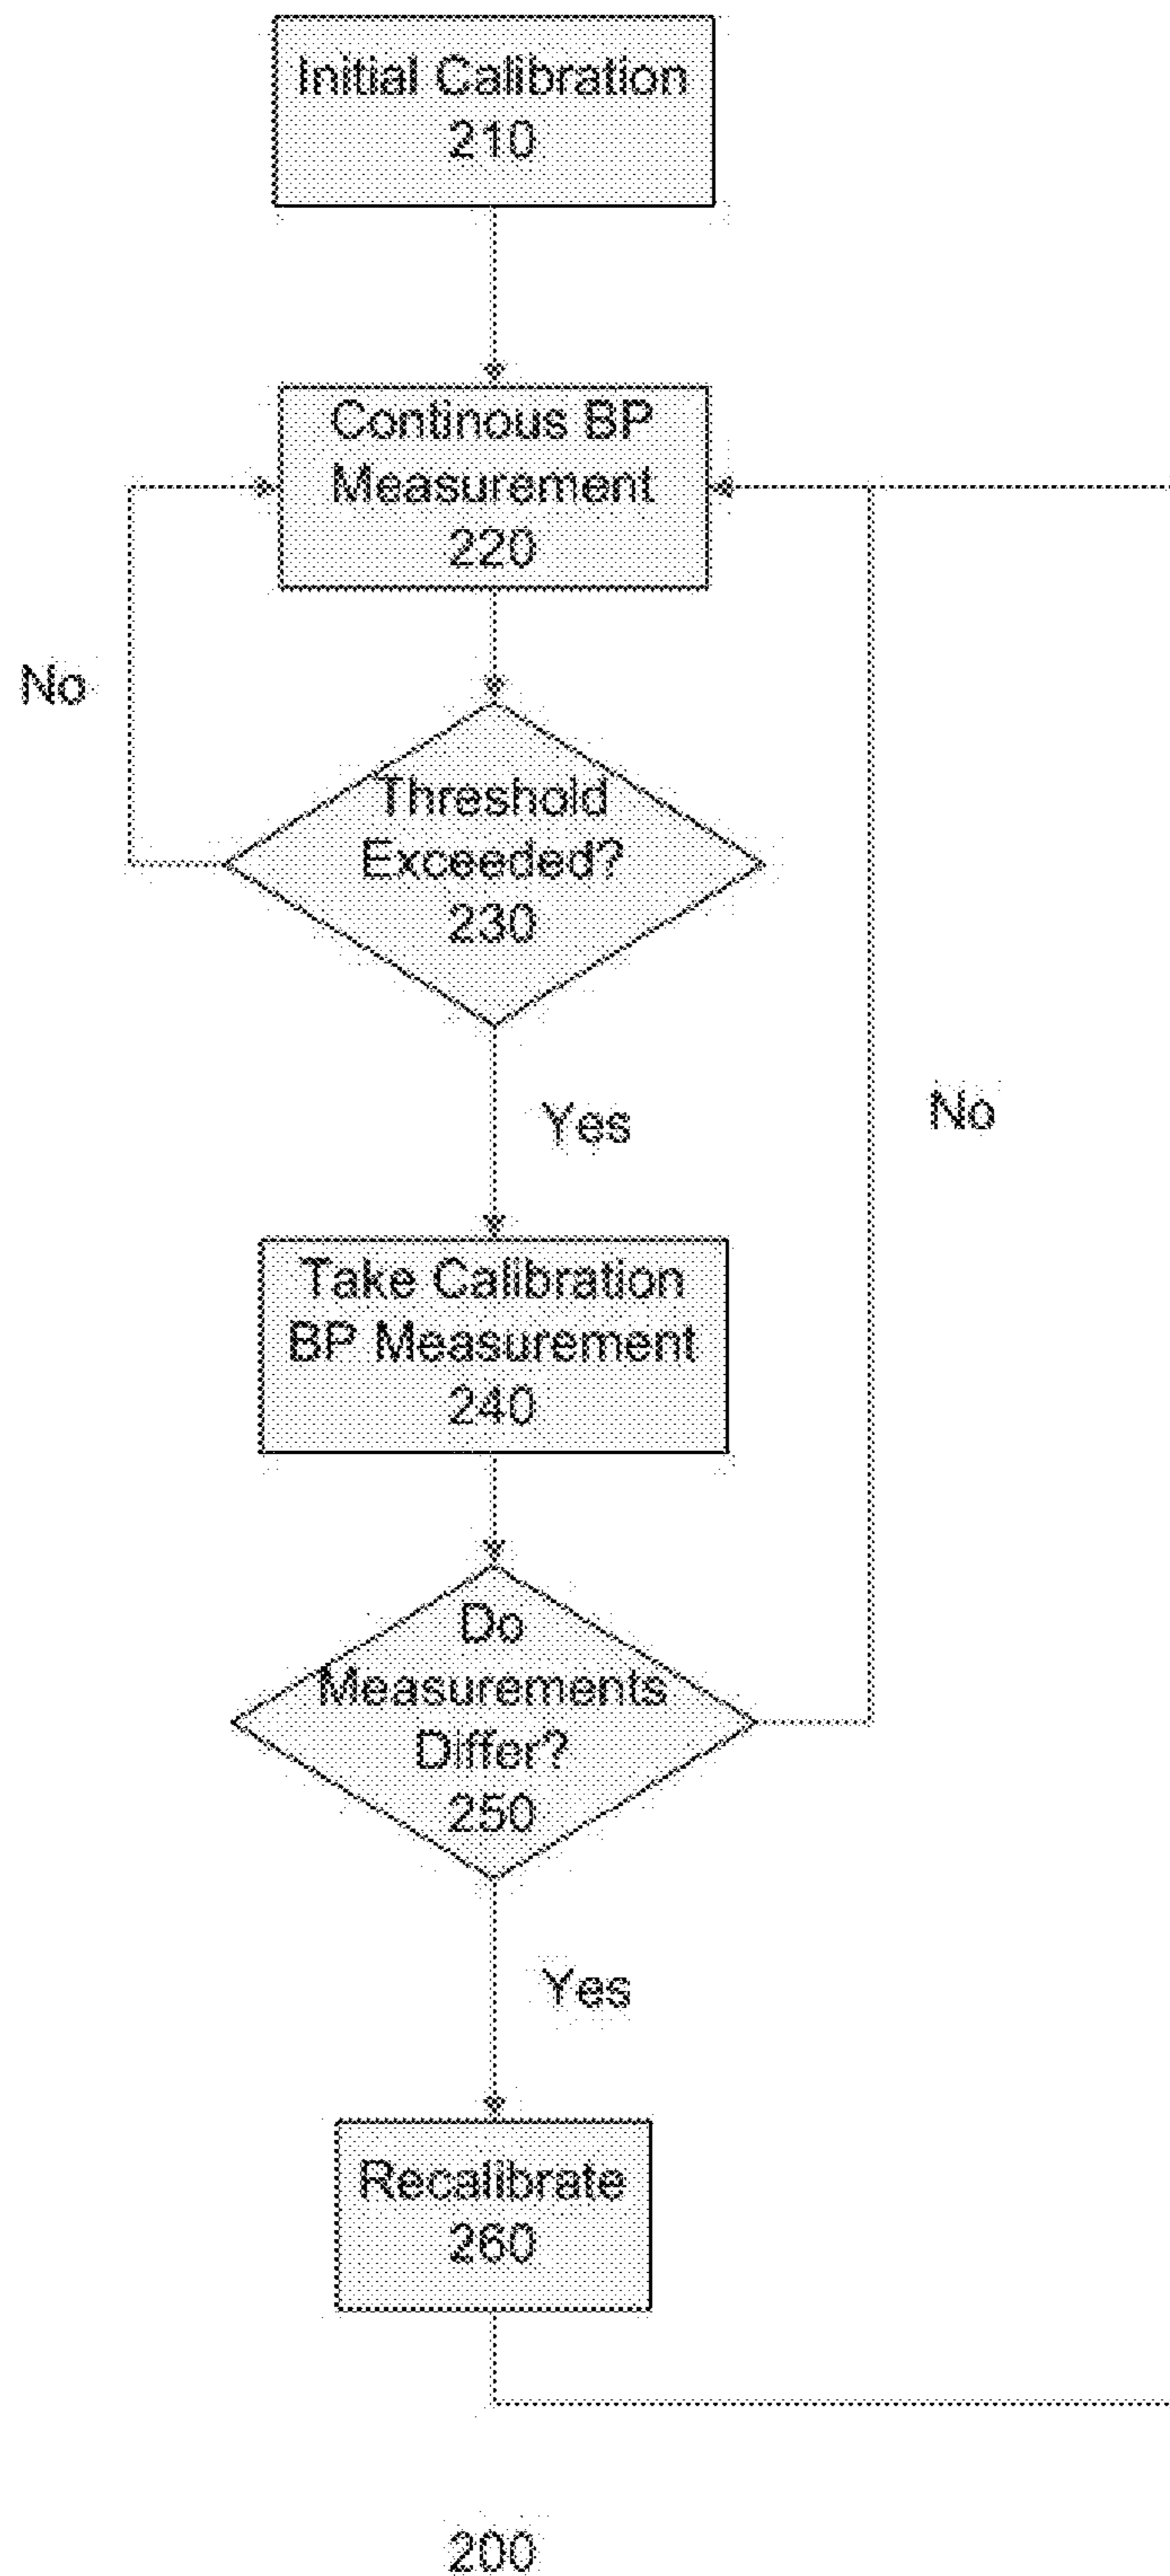 Initial Calibration
210
Continous BP
Measurement
220
No
Threshold
Exceeded?
230
Yes
No
Take Calibration
BP Measurement
240
Do
Measurements
Differ?
250
Yes
Recalibrate
260
200